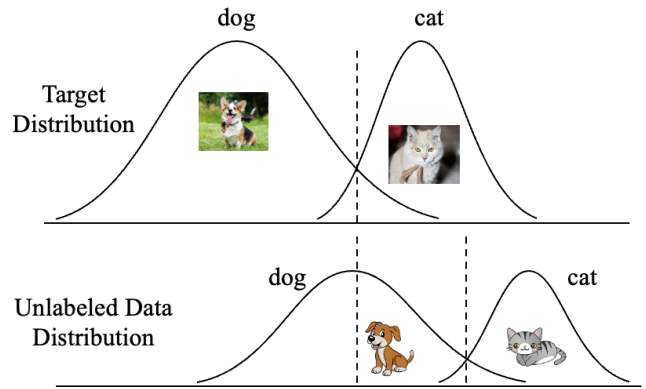 dog
cat
Target
Distribution
dog
cat
Unlabeled Data
Distribution